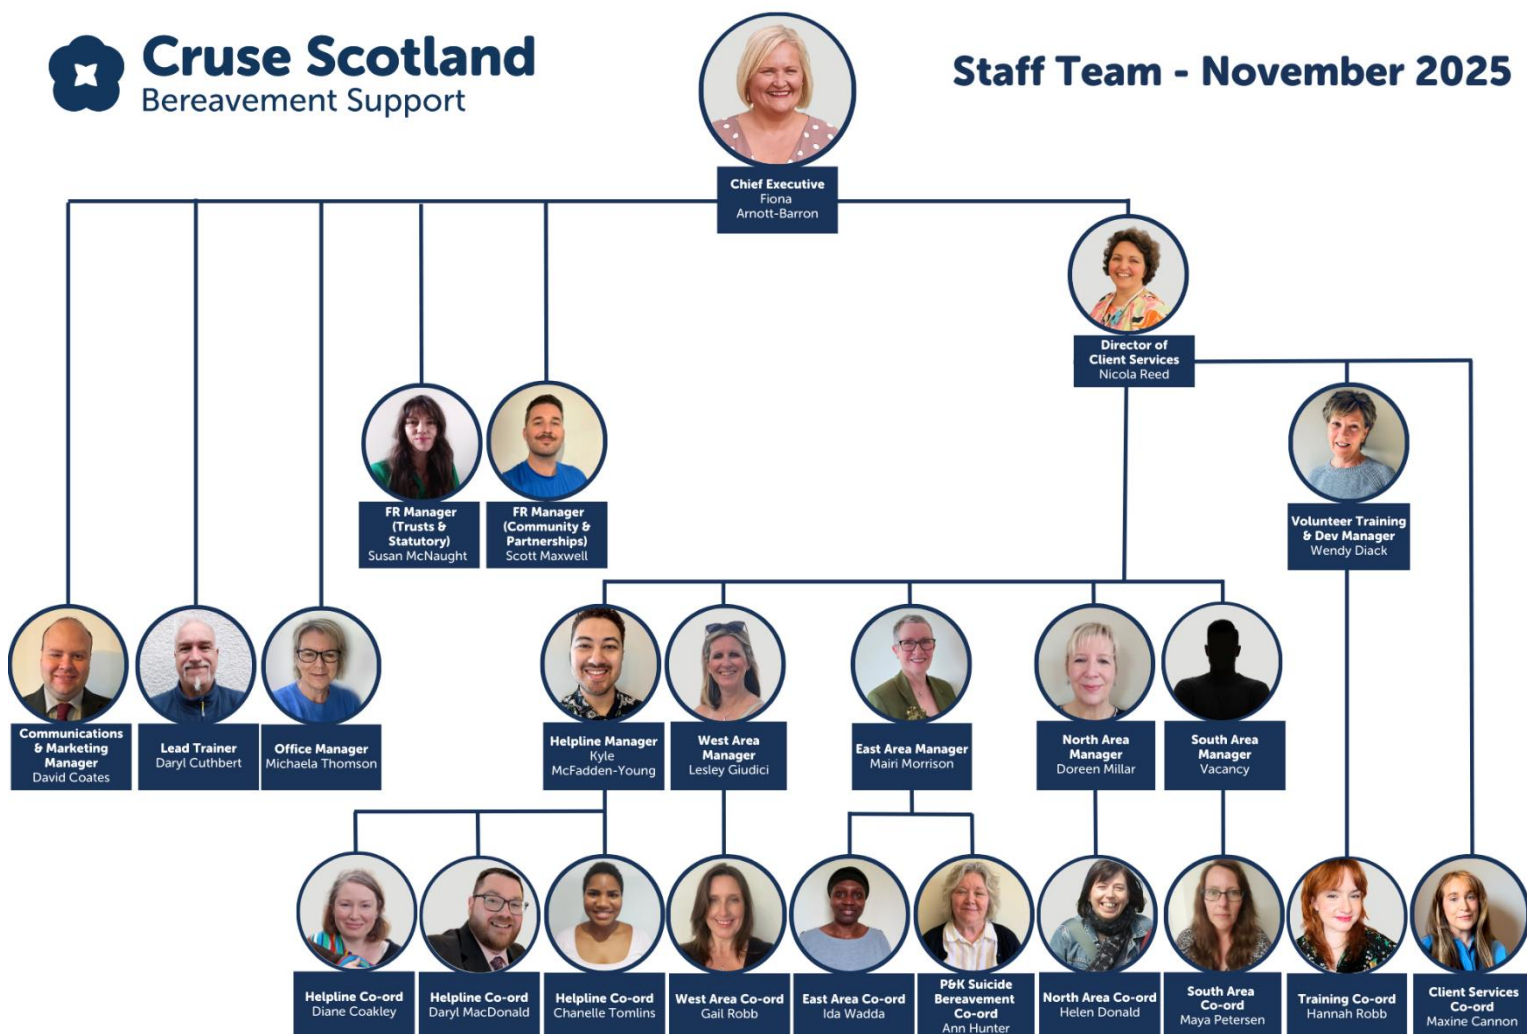 Cruse Scotland
Bereavement Support
Staff Team - November 2025
Chief Executive
Fiona
Arnott-Barron
Director of
Client Services
Nicola Reed
FR Manager
(Trusts &
Statutory)
Susan McNaught
FR Manager
(Community &
Partnerships)
Scott Maxwell
Volunteer Training
& Dev Manager
Wendy Diack
Communications
& Marketing
Manager
David Coates
Lead Trainer
Daryl Cuthbert
Office Manager
Michaela Thomson
Helpline Manager
Kyle
McFadden-Young
West Area
Manager
Lesley Giudici
East Area Manager
Mairi Morrison
North Area
Manager
Doreen Millar
South Area
Manager
Vacancy
Helpline Co-ord
Diane Coakley
Helpline Co-ord
Daryl MacDonald
Helpline Co-ord
Chanelle Tomlins
West Area Co-ord
Gail Robb
East Area Co-ord
Ida Wadda
P&K Suicide
Bereavement
Co-ord
Ann Hunter
North Area Co-ord
Helen Donald
South Area
Co-ord
Maya Petersen
Training Co-ord
Hannah Robb
Client Services
Co-ord
Maxine Cannon